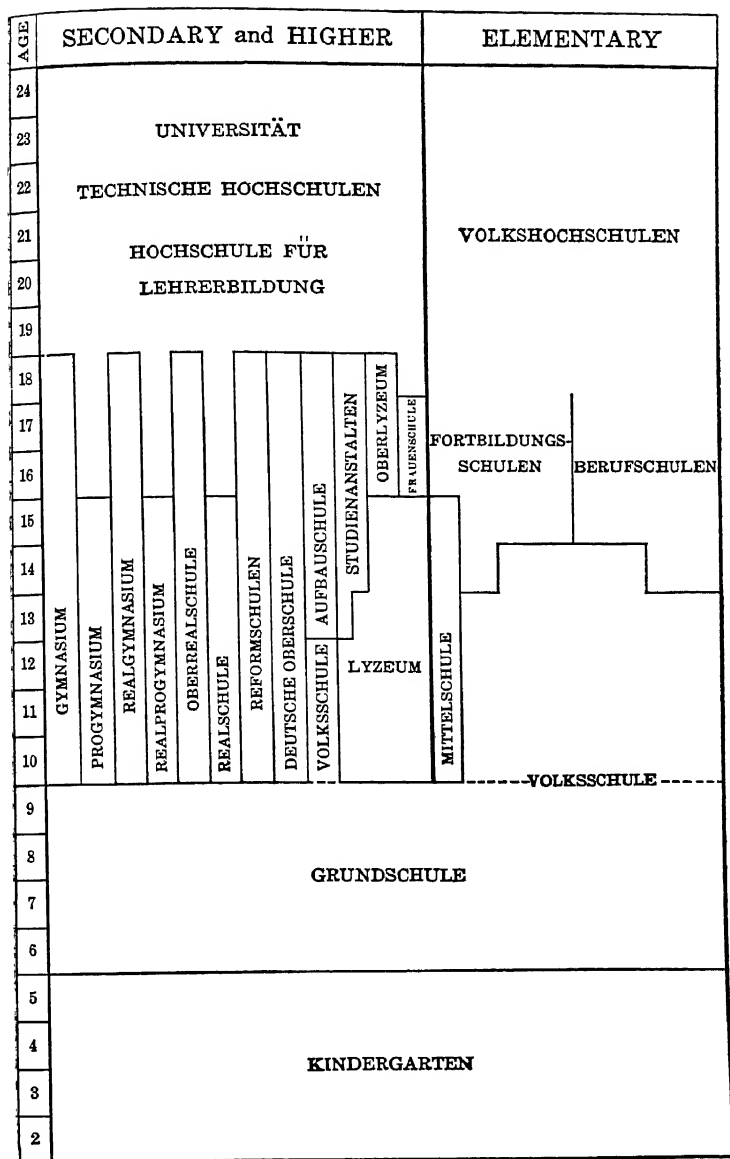 AGE
SECONDARY and HIGHER
ELEMENTARY
24
23
22
21
20
19
18
17
16
15
14
13
12
11
10
9
8
7
6
5
4
3
2
UNIVERSITÄT
TECHNISCHE HOCHSCHULEN
HOCHSCHULE FÜR
LEHRERBILDUNG
VOLKSHOCHSCHULEN
GYMNASIUM
PROGYMNASIUM
REALGYMNASIUM
REALPROGYMNASIUM
OBERREALSCHULE
REALSCHULE
REFORMSCHULEN
DEUTSCHE OBERSCHULE
AUFBAUSCHULE
VOLKSSCHULE
STUDIENANSTALTEN
OBERLYZEUM
FRAUENSCHULE
LYZEUM
MITTELSCHULE
FORTBILDUNGS-
SCHULEN
BERUFSCHULEN
VOLKSSCHULE
GRUNDSCHULE
KINDERGARTEN